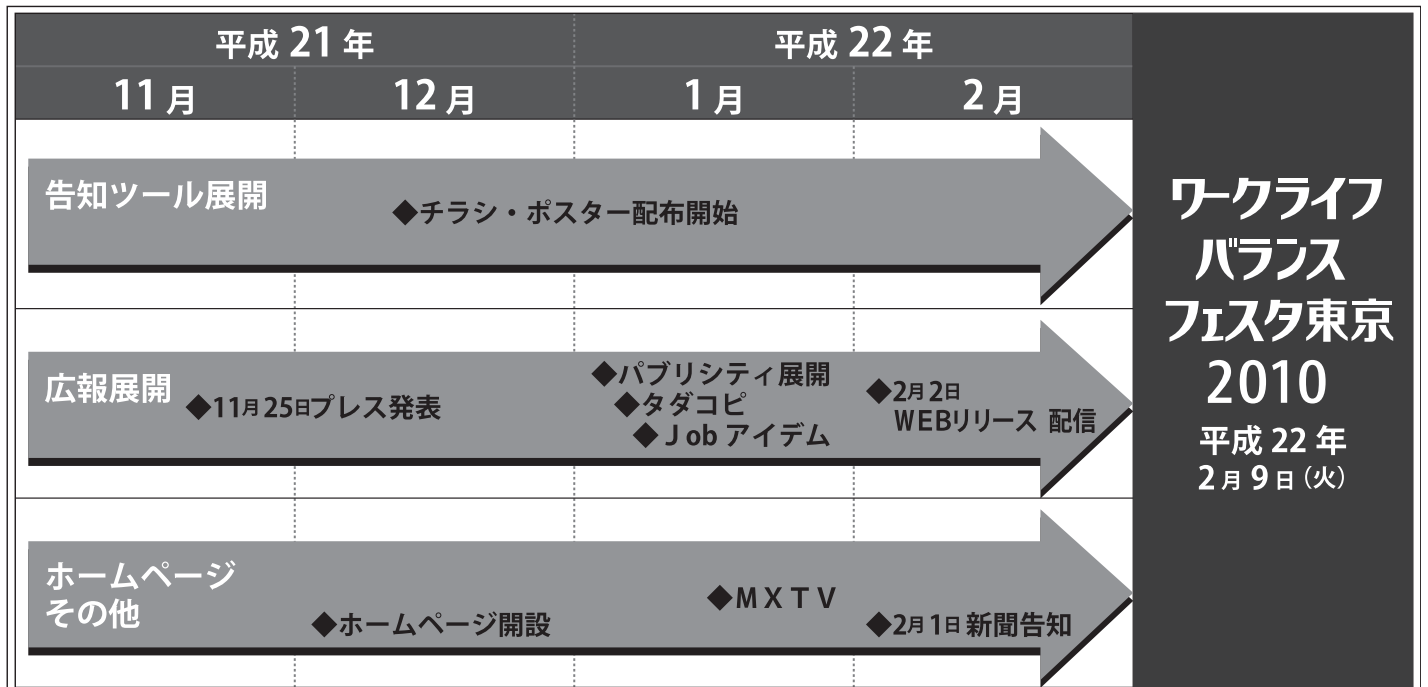 平成 21 年
平成 22 年
11 月
12 月
1 月
2 月
告知ツール展開
◆チラシ・ポスター配布開始
広報展開
◆11月25日プレス発表
◆パブリシティ展開
◆タダコピ
◆Jobアイデム
◆2月2日
WEBリリース 配信
ホームページ
その他
◆ホームページ開設
◆MXTV
◆2月1日 新聞告知
ワークライフ
バランス
フェスタ東京
2010
平成 22 年
2 月 9 日（火）